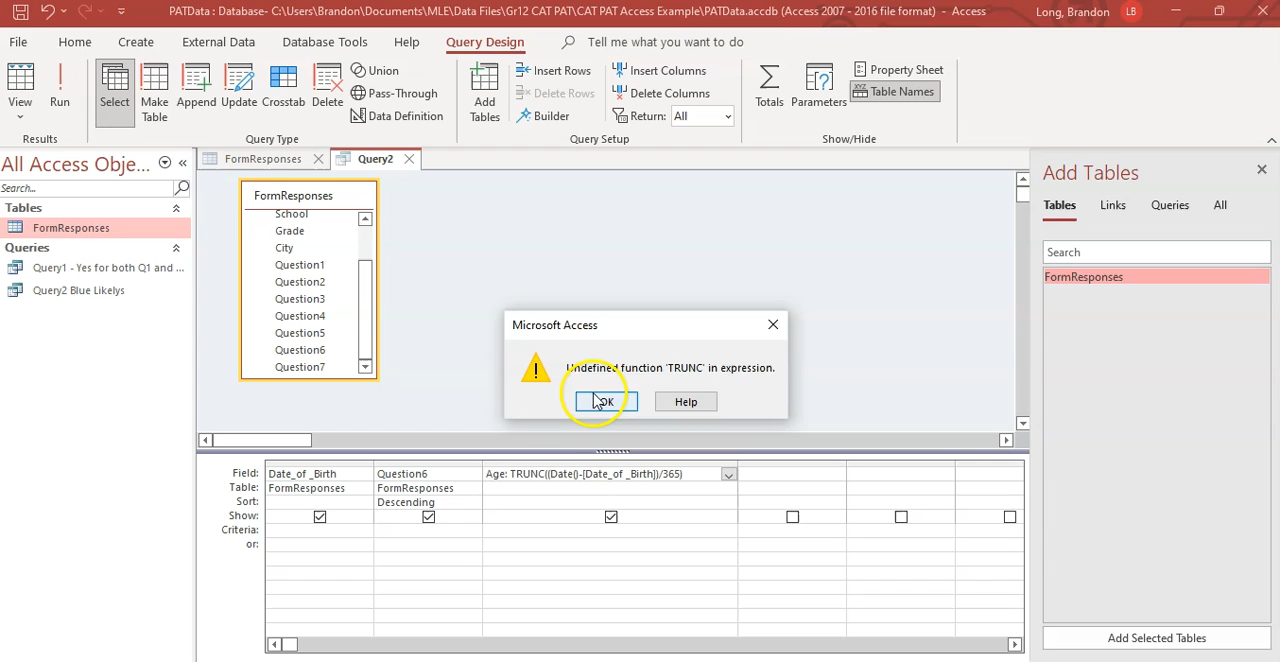 PATData : Database- C:\Users\Brandon\Documents\MLE\Data Files\Gr12 CAT PAT\CAT PAT Access Example\PATData.accdb (Access 2007 - 2016 file format) - Access
Long, Brandon LB
File Home Create External Data Database Tools Help Query Design Tell me what you want to do
View Run Select Make Table Append Update Crosstab Delete
Union
Pass-Through
Data Definition
Add Tables
Insert Rows
Delete Rows
Builder
Insert Columns
Delete Columns
Return: All
Totals Parameters
Property Sheet
XYZ Table Names
Results Query Type Query Setup Show/Hide
All Access Obje...
Search...
Tables
FormResponses
Queries
Query1 - Yes for both Q1 and ...
Query2 Blue Likelys
FormResponses Query2
FormResponses
School
Grade
City
Question1
Question2
Question3
Question4
Question5
Question6
Question7
Microsoft Access
Undefined function 'TRUNC' in expression.
OK Help
Field: Date_of _Birth Question6 Age: TRUNC((Date()-[Date_of _Birth])/365)
Table: FormResponses FormResponses
Sort: Descending
Show:
Criteria:
or:
Add Tables
Tables Links Queries All
Search
FormResponses
Add Selected Tables